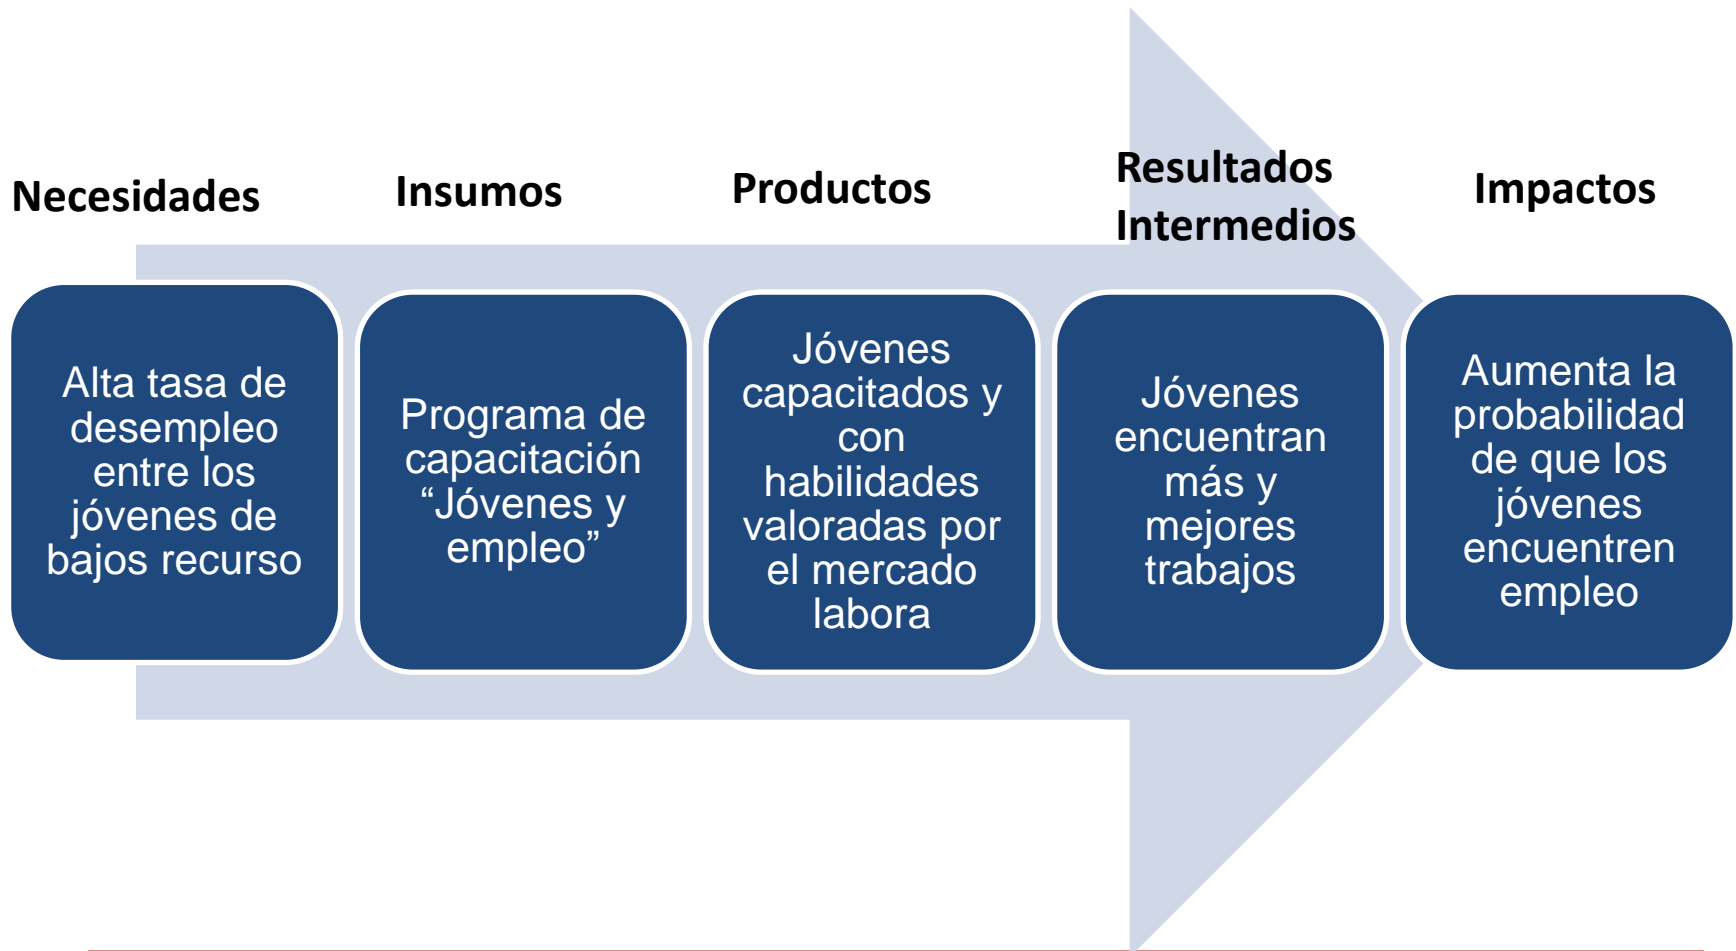 Necesidades
Insumos
Productos
Resultados
Intermedios
Impactos
Alta tasa de
desempleo
entre los
jóvenes de
bajos recurso
Programa de
capacitación
“Jóvenes y
empleo”
Jóvenes
capacitados y
con
habilidades
valoradas por
el mercado
labora
Jóvenes
encuentran
más y
mejores
trabajos
Aumenta la
probabilidad
de que los
jóvenes
encuentren
empleo